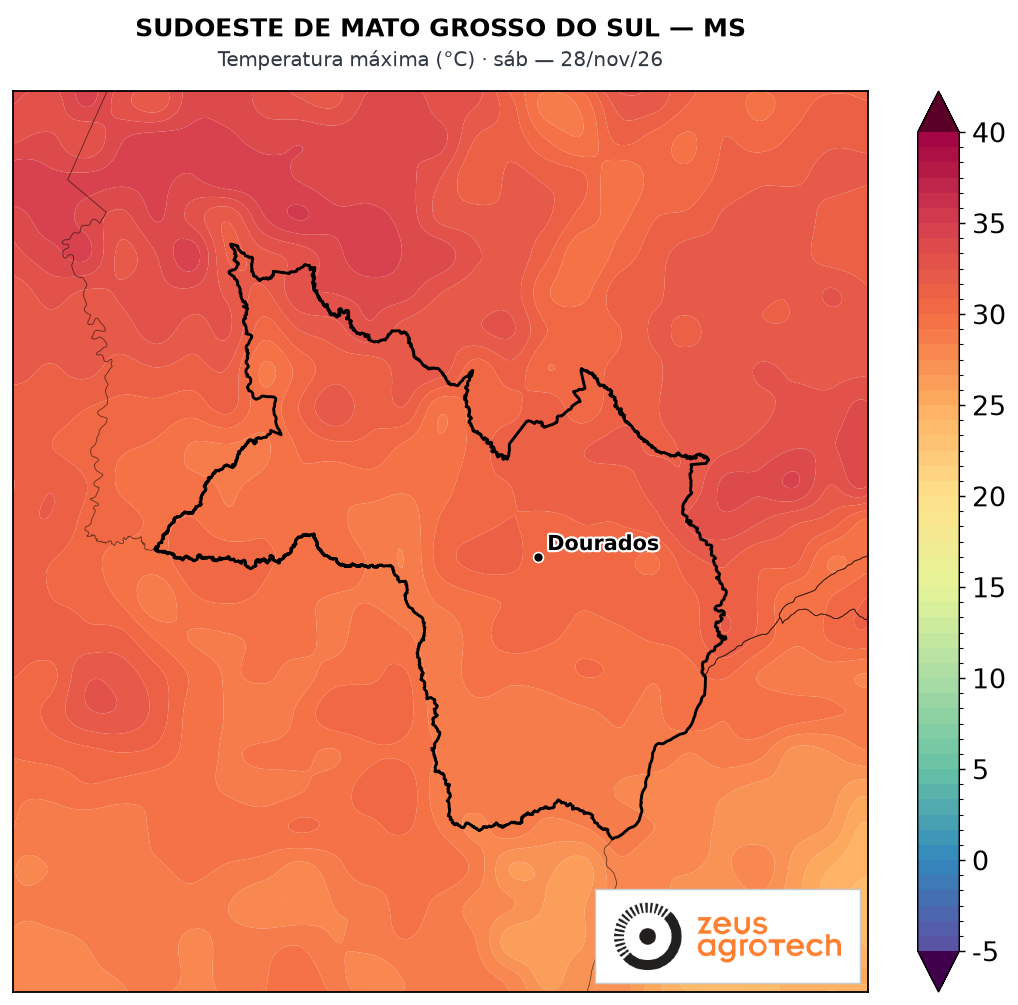 SUDOESTE DE MATO GROSSO DO SUL — MS
Temperatura máxima (°C) · sáb — 28/nov/26
40
35
30
25
20
15
10
5
0
-5
Dourados
zeus
agrotech